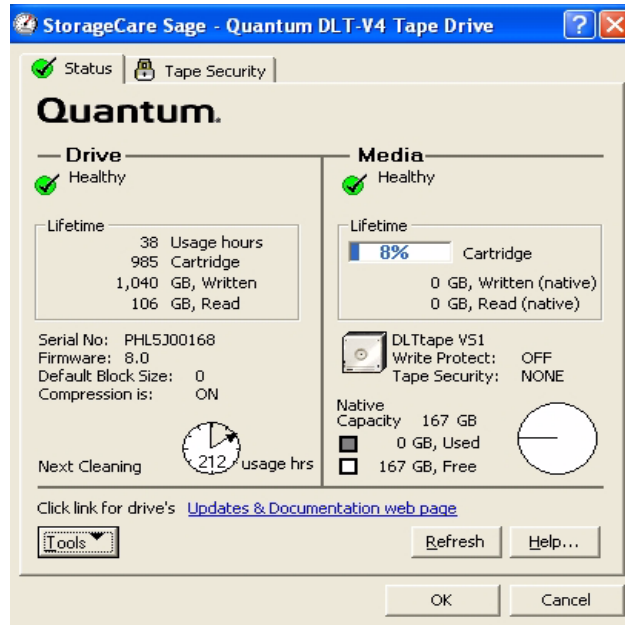 StorageCare Sage - Quantum DLT-V4 Tape Drive
Status
Tape Security
Quantum.
Drive
Healthy
Lifetime
38 Usage hours
985 Cartridge
1,040 GB, Written
106 GB, Read
Serial No: PHL5J00168
Firmware: 8.0
Default Block Size: 0
Compression is: ON
Next Cleaning 212 usage hrs
Media
Healthy
Lifetime
8% Cartridge
0 GB, Written (native)
0 GB, Read (native)
DLTtape VS1
Write Protect: OFF
Tape Security: NONE
Native
Capacity 167 GB
0 GB, Used
167 GB, Free
Click link for drive's Updates & Documentation web page
Tools
Refresh
Help...
OK
Cancel